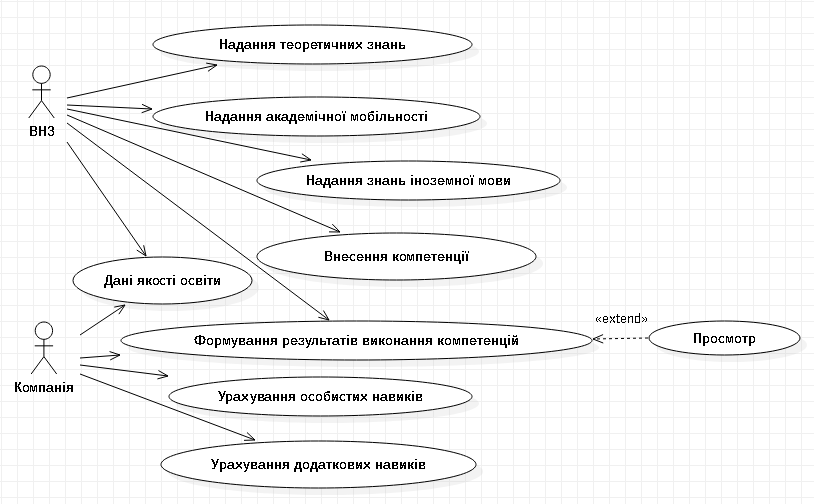 Надання теоретичних знань
ВНЗ
Надання академічної мобільності
Надання знань іноземної мови
Внесення компетенції
Дані якості освіти
«extend»
Формування результатів виконання компетенцій
Просмотр
Компанія
Урахування особистих навиків
Урахування додаткових навиків